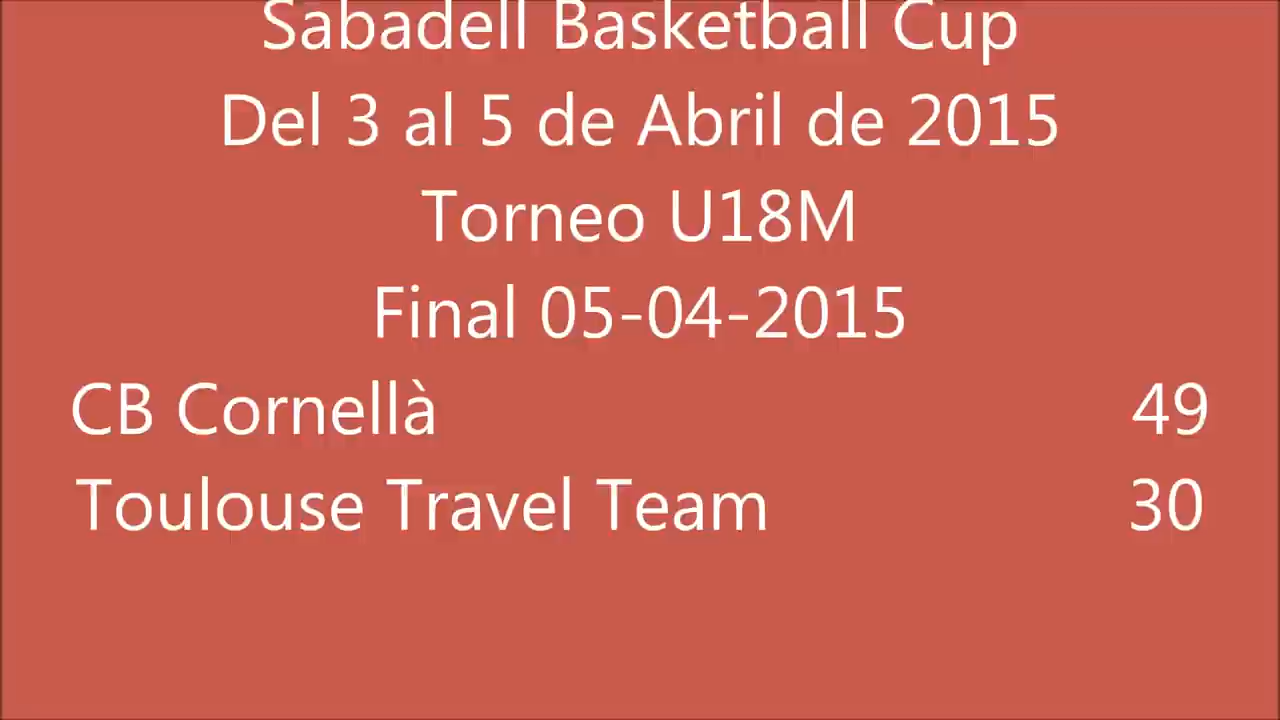 Sabadell Basketball Cup
Del 3 al 5 de Abril de 2015
Torneo U18M
Final 05-04-2015
CB Cornellà 49
Toulouse Travel Team 30